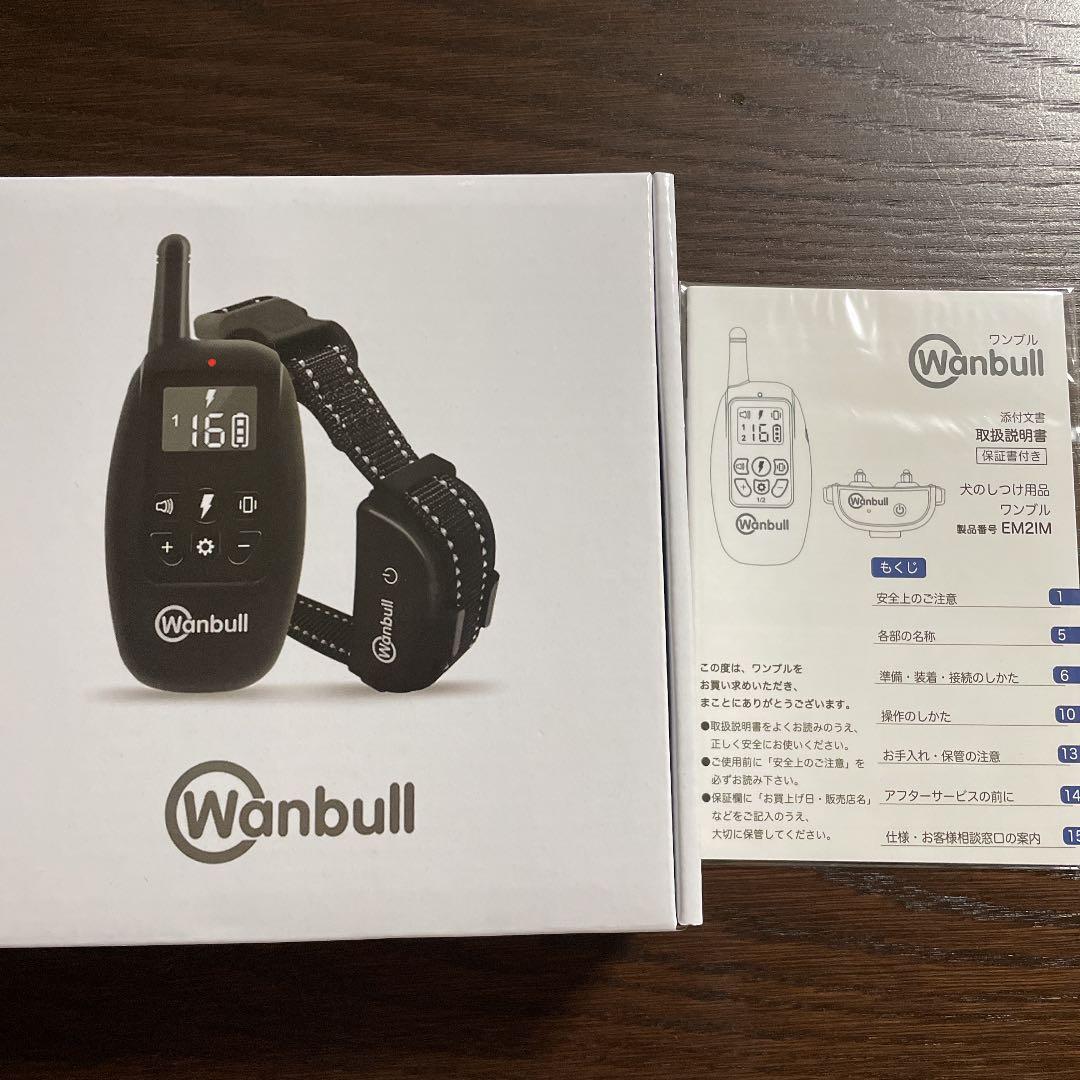 1 16
Wanbull
Wanbull
Wanbull
ワンブル
Wanbull
添付文書
取扱説明書
保証書付き
犬のしつけ用品
ワンブル
製品番号 EM2IM
1
2 16
1/2
Wanbull
Wanbull
もくじ
安全上のご注意 1
各部の名称 5
準備・装着・接続のしかた 6
操作のしかた 10
お手入れ・保管の注意 13
アフターサービスの前に 14
仕様・お客様相談窓口の案内 15
この度は、ワンブルを
お買い求めいただき、
まことにありがとうございます。
●取扱説明書をよくお読みのうえ、
正しく安全にお使いください。
●ご使用前に「安全上のご注意」を
必ずお読み下さい。
●保証欄に「お買上げ日・販売店名」
などをご記入のうえ、
大切に保管してください。